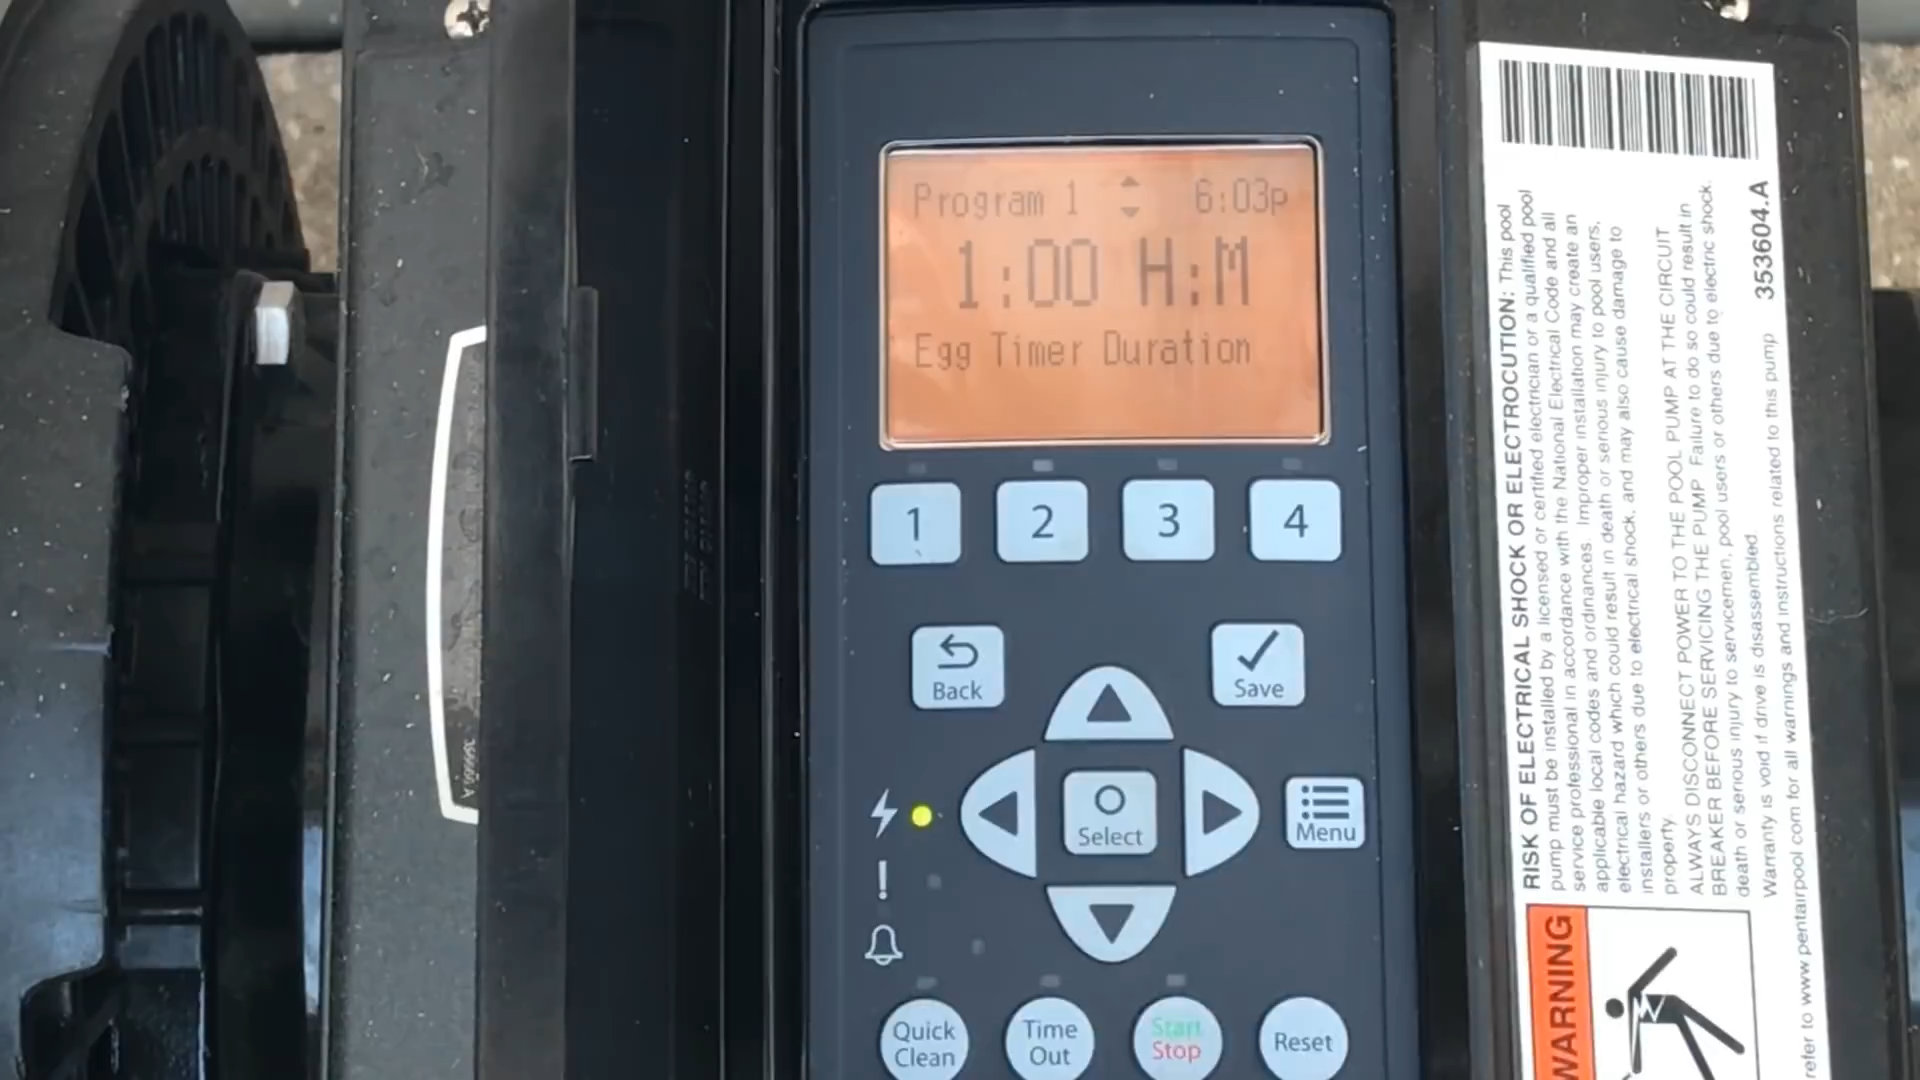 Program 1 6:03p
1:00 H:M
Egg Timer Duration
1 2 3 4
Back
Save
Select
Menu
Quick Clean
Time Out
Start Stop
Reset
353604.A
RISK OF ELECTRICAL SHOCK OR ELECTROCUTION: This pool
pump must be installed by a licensed or certified electrician or a qualified pool
service professional in accordance with the National Electrical Code and all
applicable local codes and ordinances. Improper installation may create an
electrical hazard which could result in death or serious injury to pool users,
installers or others due to electrical shock, and may also cause damage to
property.
ALWAYS DISCONNECT POWER TO THE POOL PUMP AT THE CIRCUIT
BREAKER BEFORE SERVICING THE PUMP. Failure to do so could result in
death or serious injury to servicemen, pool users or others due to electric shock.
Warranty is void if drive is disassembled.
refer to www.pentairpool.com for all warnings and instructions related to this pump
WARNING